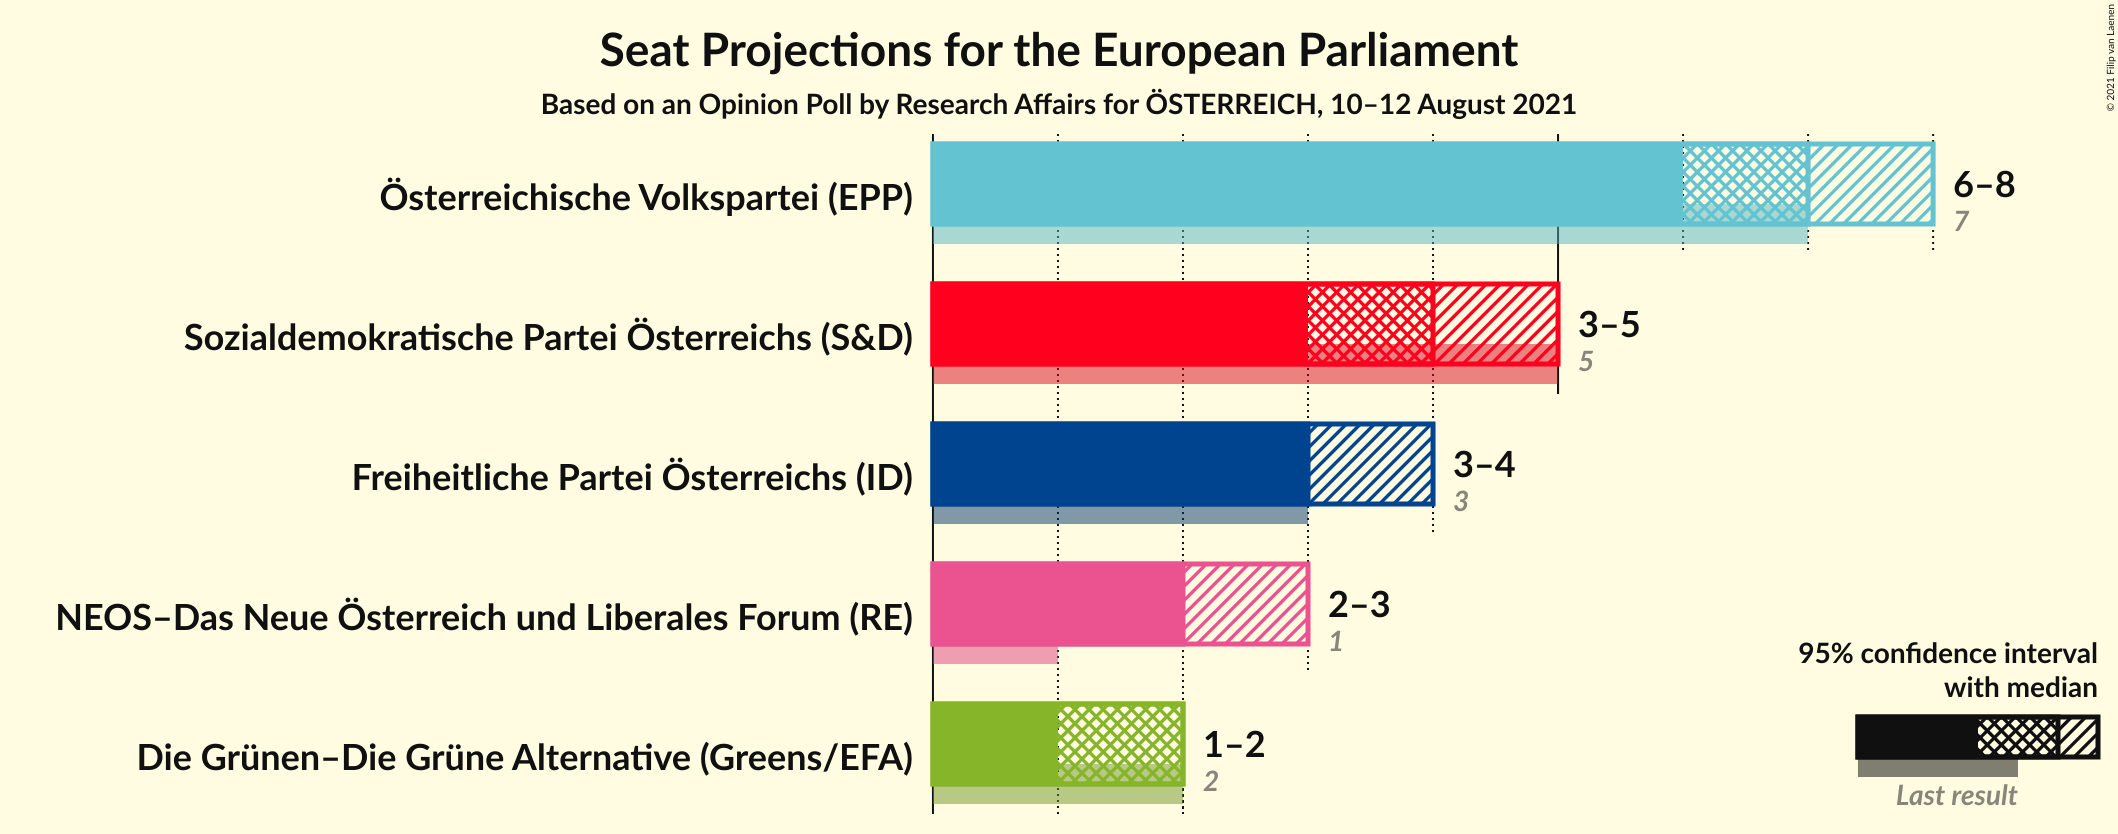 Seat Projections for the European Parliament
Based on an Opinion Poll by Research Affairs for ÖSTERREICH, 10–12 August 2021
© 2021 Filip van Laenen
Österreichische Volkspartei (EPP)
6–8
7
Sozialdemokratische Partei Österreichs (S&D)
3–5
5
Freiheitliche Partei Österreichs (ID)
3–4
3
NEOS–Das Neue Österreich und Liberales Forum (RE)
2–3
1
Die Grünen–Die Grüne Alternative (Greens/EFA)
1–2
2
95% confidence interval
with median
Last result